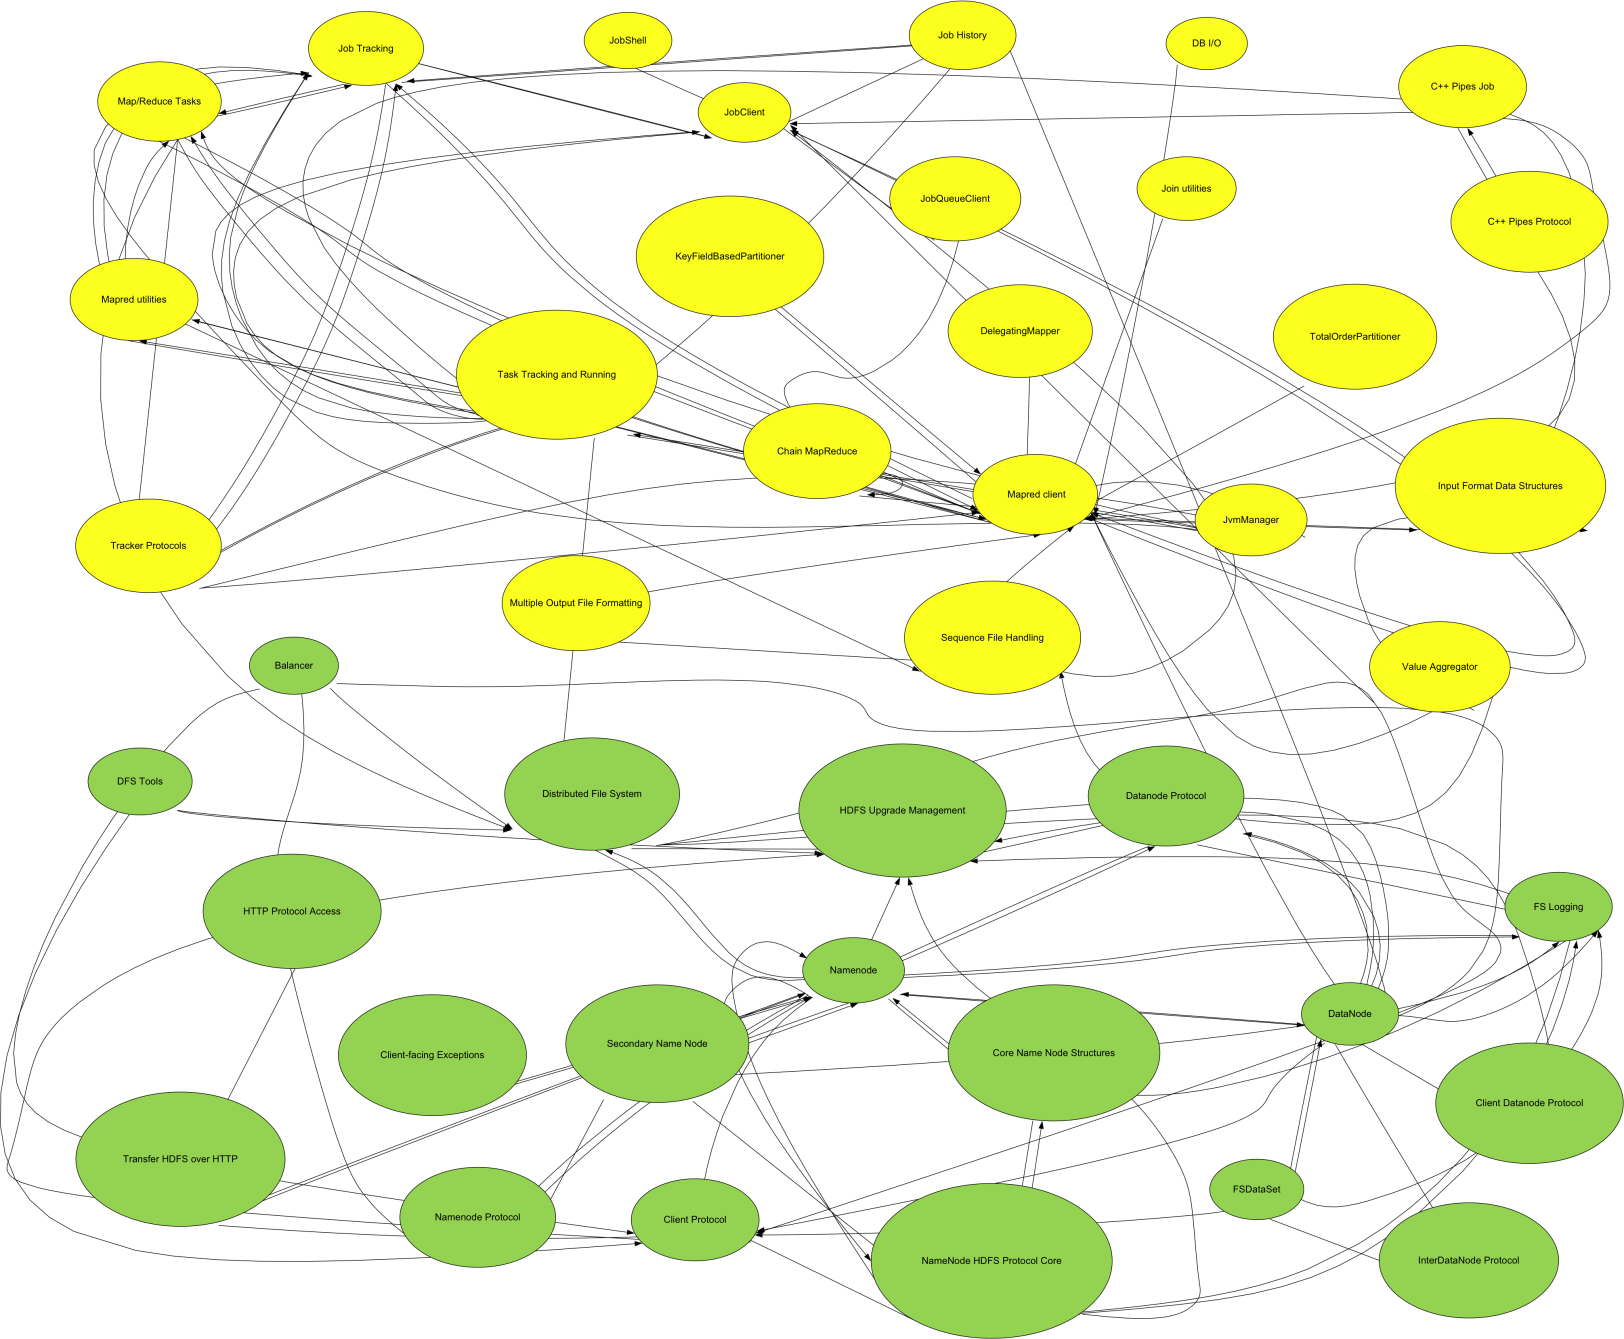 Job Tracking
JobShell
Job History
DB I/O
Map/Reduce Tasks
JobClient
C++ Pipes Job
JobQueueClient
Join utilities
C++ Pipes Protocol
KeyFieldBasedPartitioner
Mapred utilities
DelegatingMapper
TotalOrderPartitioner
Task Tracking and Running
Chain MapReduce
Mapred client
Input Format Data Structures
JvmManager
Tracker Protocols
Multiple Output File Formatting
Sequence File Handling
Balancer
Value Aggregator
DFS Tools
Distributed File System
HDFS Upgrade Management
Datanode Protocol
HTTP Protocol Access
FS Logging
Namenode
DataNode
Client-facing Exceptions
Secondary Name Node
Core Name Node Structures
Client Datanode Protocol
Transfer HDFS over HTTP
FSDataSet
Namenode Protocol
Client Protocol
NameNode HDFS Protocol Core
InterDataNode Protocol